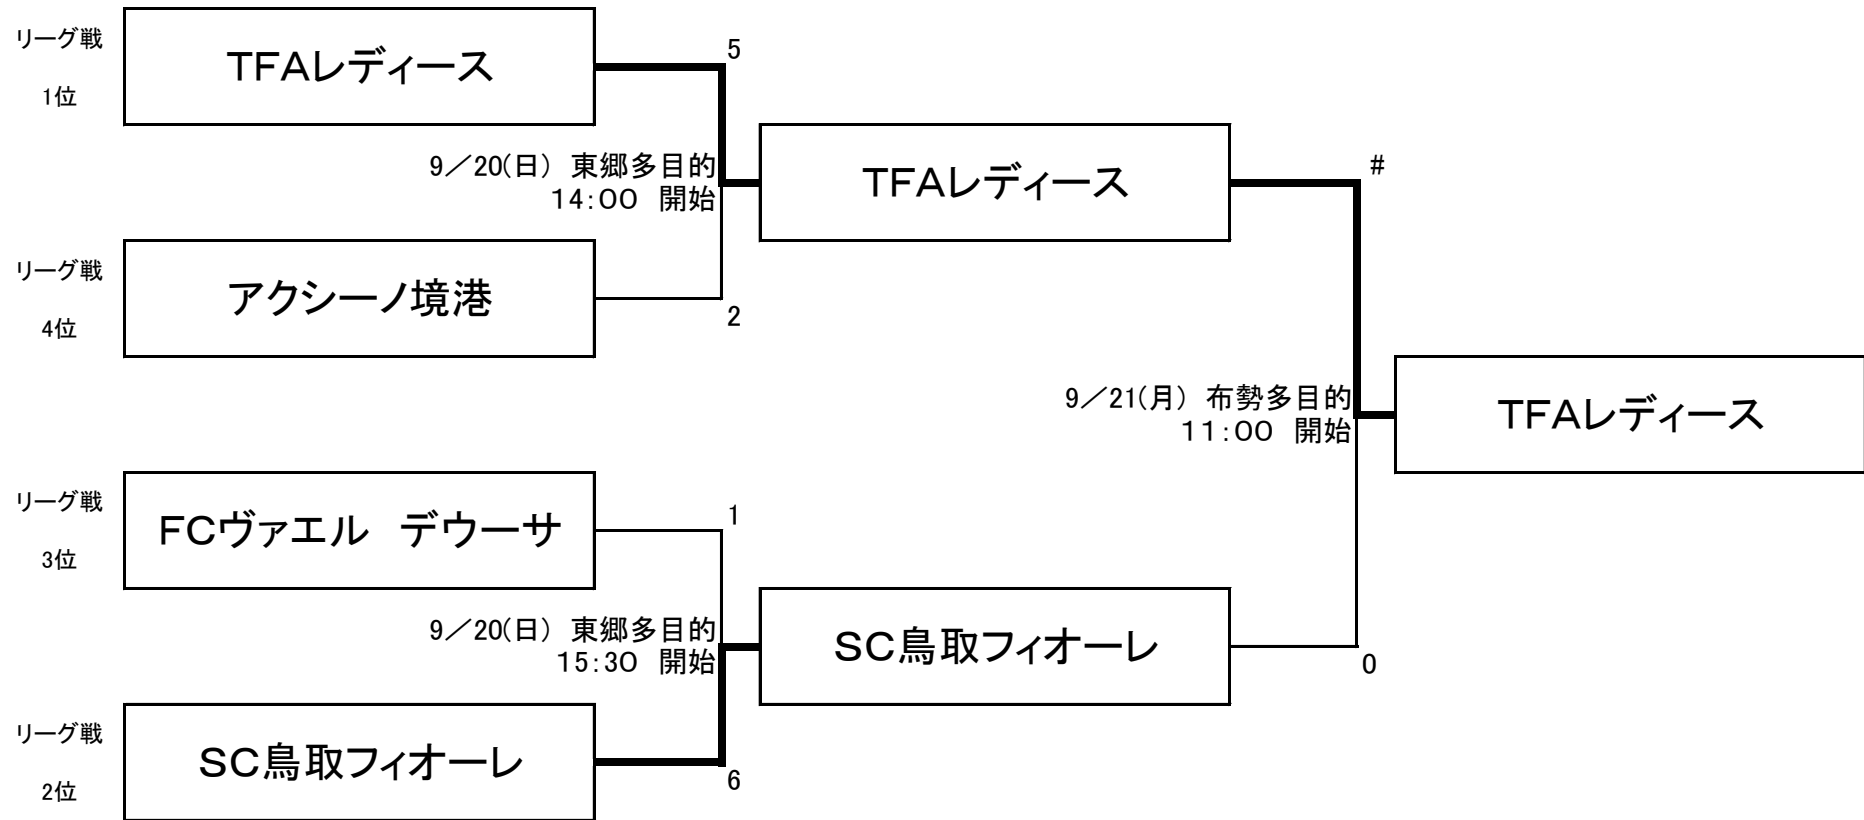 リーグ戦
1位
TFAレディース
5
9/20(日) 東郷多目的
14:00 開始
TFAレディース
#
リーグ戦
4位
アクシーノ境港
2
9/21(月) 布勢多目的
11:00 開始
TFAレディース
リーグ戦
3位
FCヴァエル デウーサ
1
9/20(日) 東郷多目的
15:30 開始
SC鳥取フィオーレ
0
リーグ戦
2位
SC鳥取フィオーレ
6